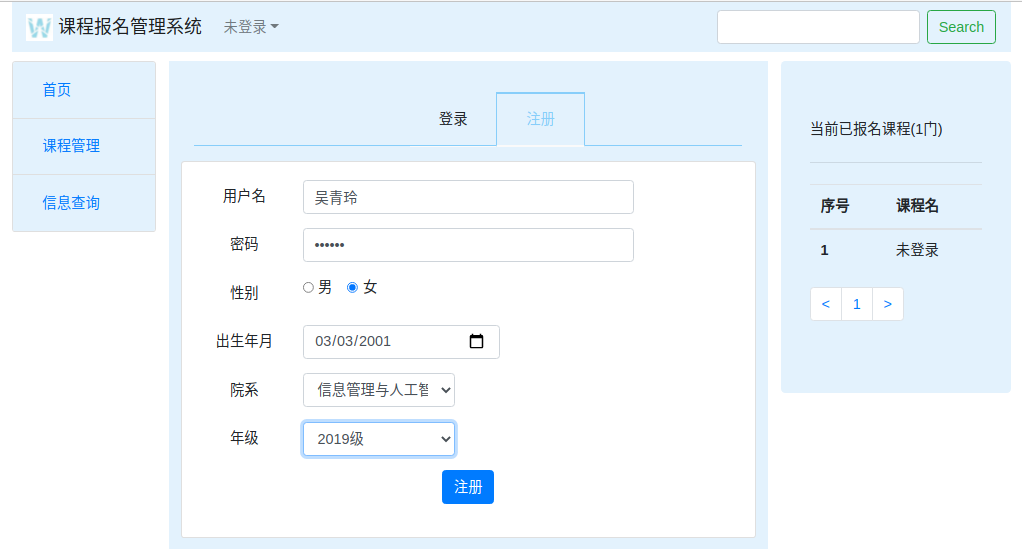 课程报名管理系统 未登录 Search
首页
课程管理
信息查询
登录 注册
用户名 吴青玲
密码 ••••••
性别 男 女
出生年月 03/03/2001
院系 信息管理与人工智
年级 2019级
注册
当前已报名课程(1门)
序号 课程名
1 未登录
< 1 >